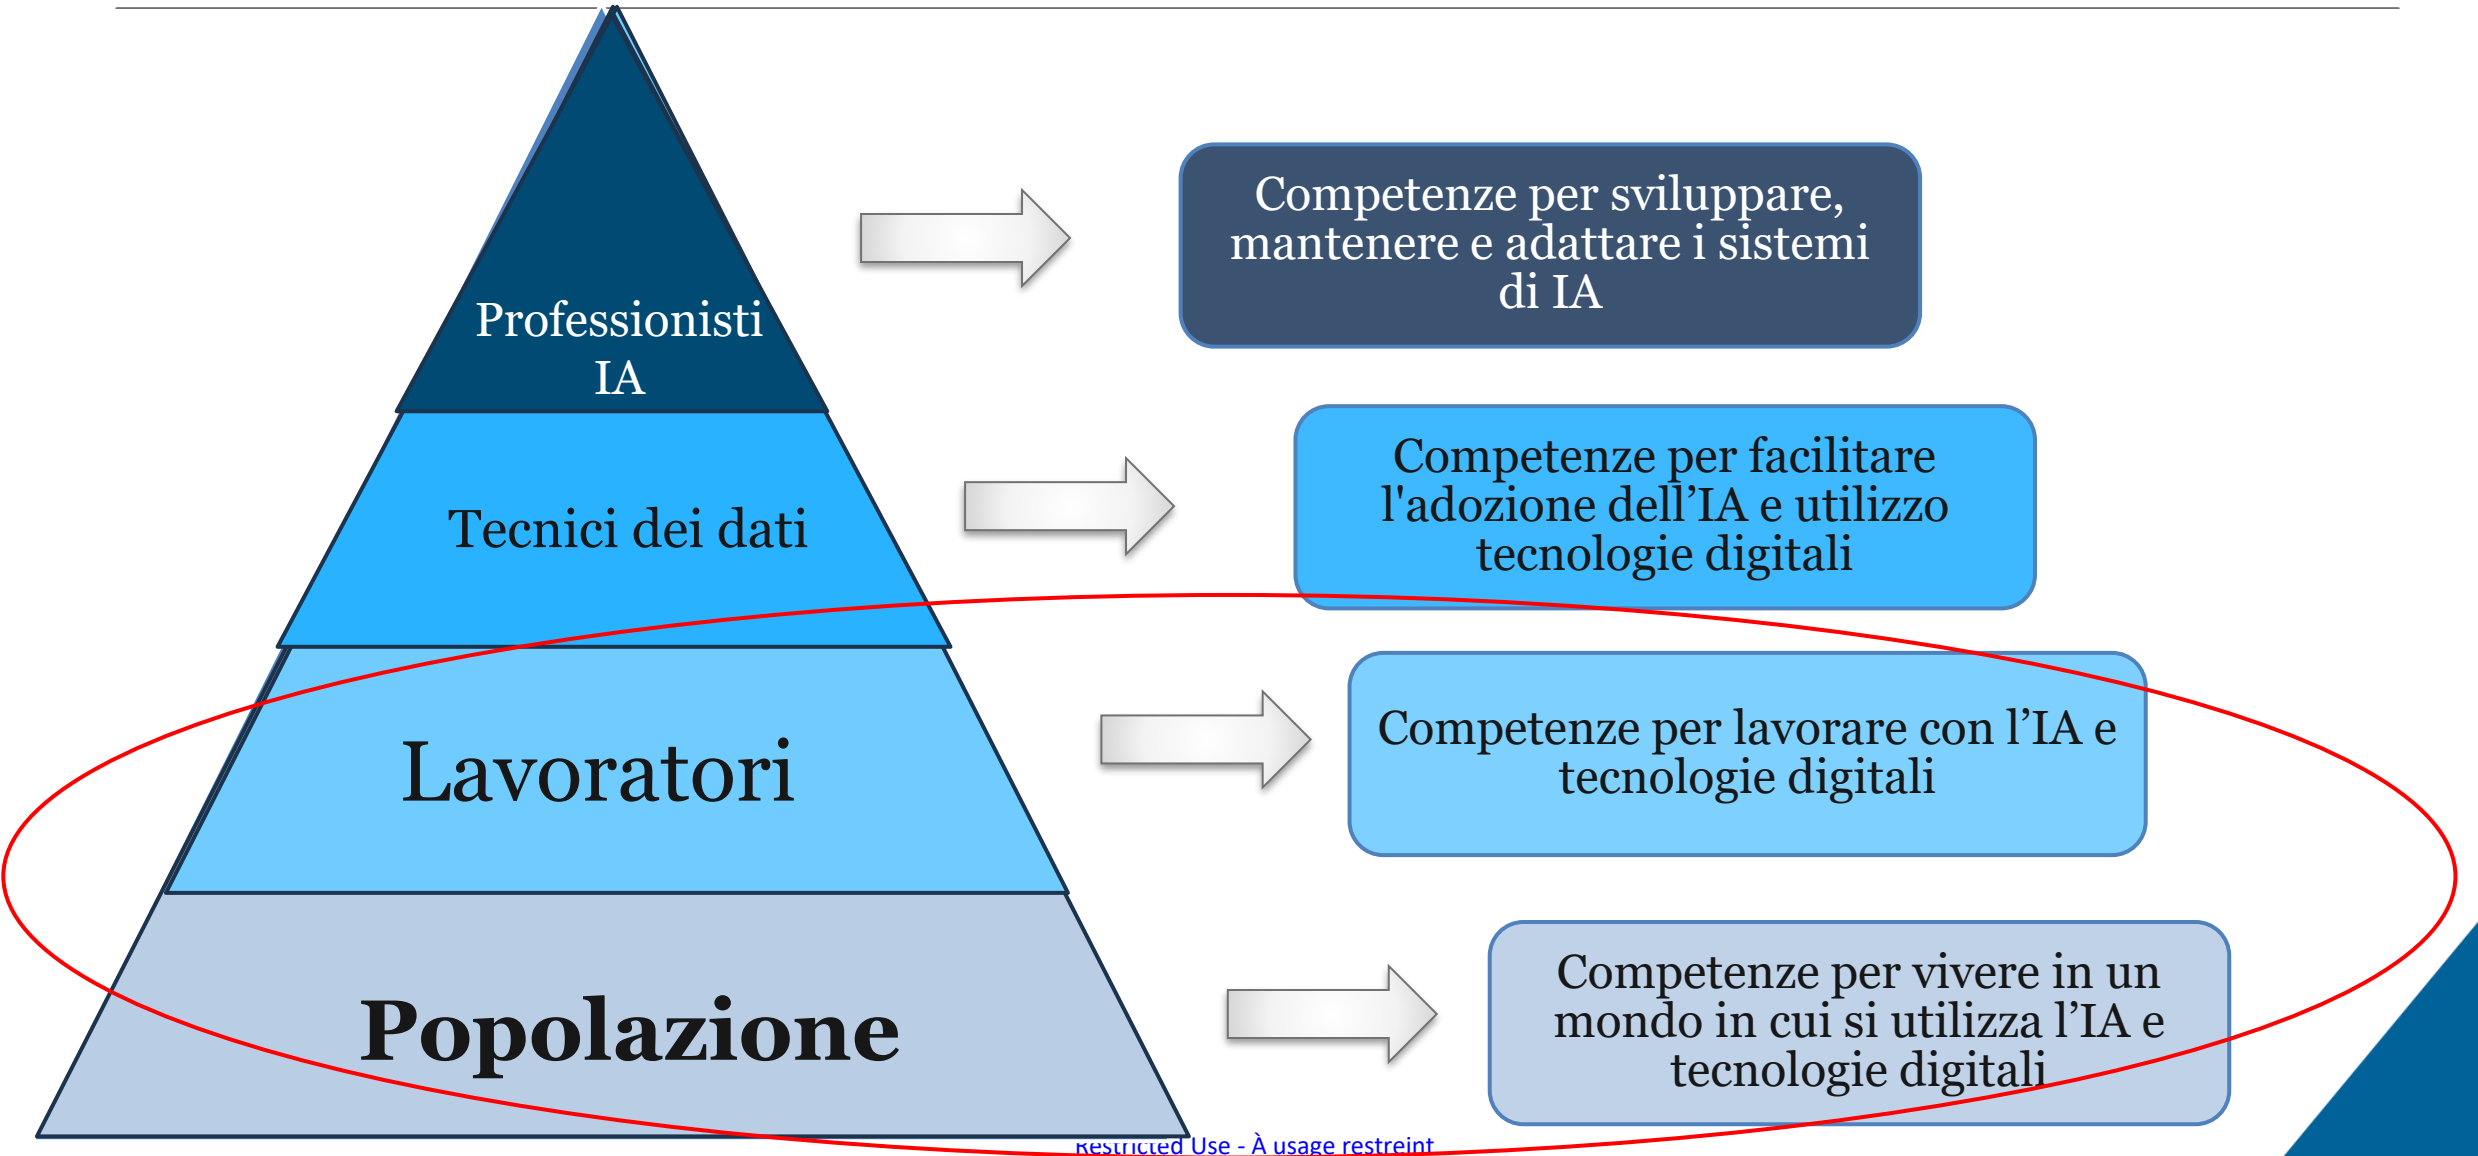 Professionisti
IA
Competenze per sviluppare,
mantenere e adattare i sistemi
di IA
Tecnici dei dati
Competenze per facilitare
l'adozione dell’IA e utilizzo
tecnologie digitali
Lavoratori
Competenze per lavorare con l’IA e
tecnologie digitali
Popolazione
Competenze per vivere in un
mondo in cui si utilizza l’IA e
tecnologie digitali
Restricted Use - À usage restreint